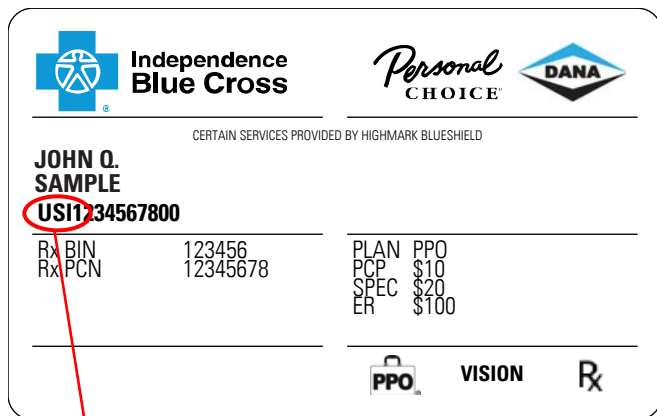 Independence
Blue Cross
®
Personal
CHOICE®
DANA
CERTAIN SERVICES PROVIDED BY HIGHMARK BLUESHIELD
JOHN Q.
SAMPLE
USI1234567800
Rx BIN 123456
Rx PCN 12345678
PLAN PPO
PCP $10
SPEC $20
ER $100
PPO
VISION
Rx